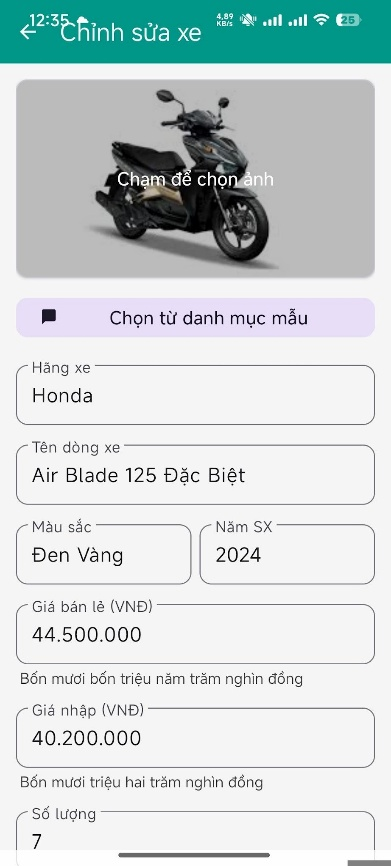 12:35
4,89 KB/s
25
Chỉnh sửa xe
Chạm để chọn ảnh
Chọn từ danh mục mẫu
Hãng xe
Honda
Tên dòng xe
Air Blade 125 Đặc Biệt
Màu sắc
Đen Vàng
Năm SX
2024
Giá bán lẻ (VNĐ)
44.500.000
Bốn mươi bốn triệu năm trăm nghìn đồng
Giá nhập (VNĐ)
40.200.000
Bốn mươi triệu hai trăm nghìn đồng
Số lượng
7